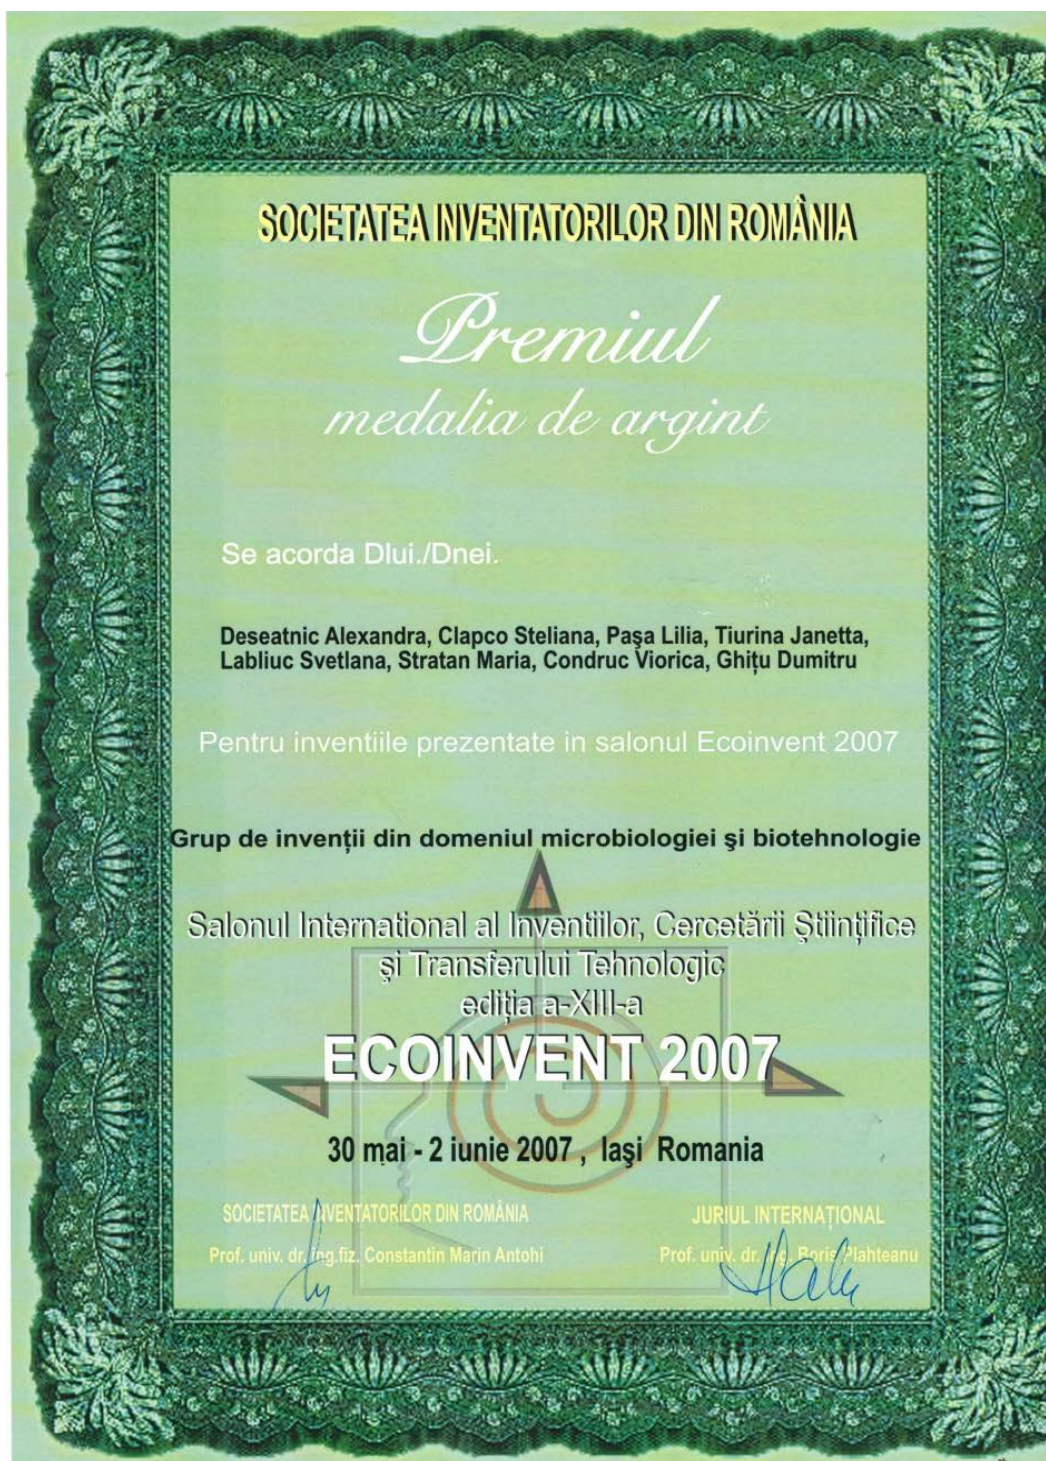 SOCIETATEA INVENTATORILOR DIN ROMÂNIA
Premiul
medalia de argint
Se acorda Dlui./Dnei.
Deseatnic Alexandra, Clapco Steliana, Paşa Lilia, Tiurina Janetta,
Labliuc Svetlana, Stratan Maria, Condruc Viorica, Ghiţu Dumitru
Pentru inventiile prezentate in salonul Ecoinvent 2007
Grup de invenţii din domeniul microbiologiei şi biotehnologie
Salonul International al Inventiilor, Cercetării Ştiinţifice
şi Transferului Tehnologic
ediţia a-XIII-a
ECOINVENT 2007
30 mai - 2 iunie 2007 , Iaşi Romania
SOCIETATEA INVENTATORILOR DIN ROMÂNIA
JURIUL INTERNAŢIONAL
Prof. univ. dr. ing.fiz. Constantin Marin Antohi
Prof. univ. dr. ing. Boris Plahteanu